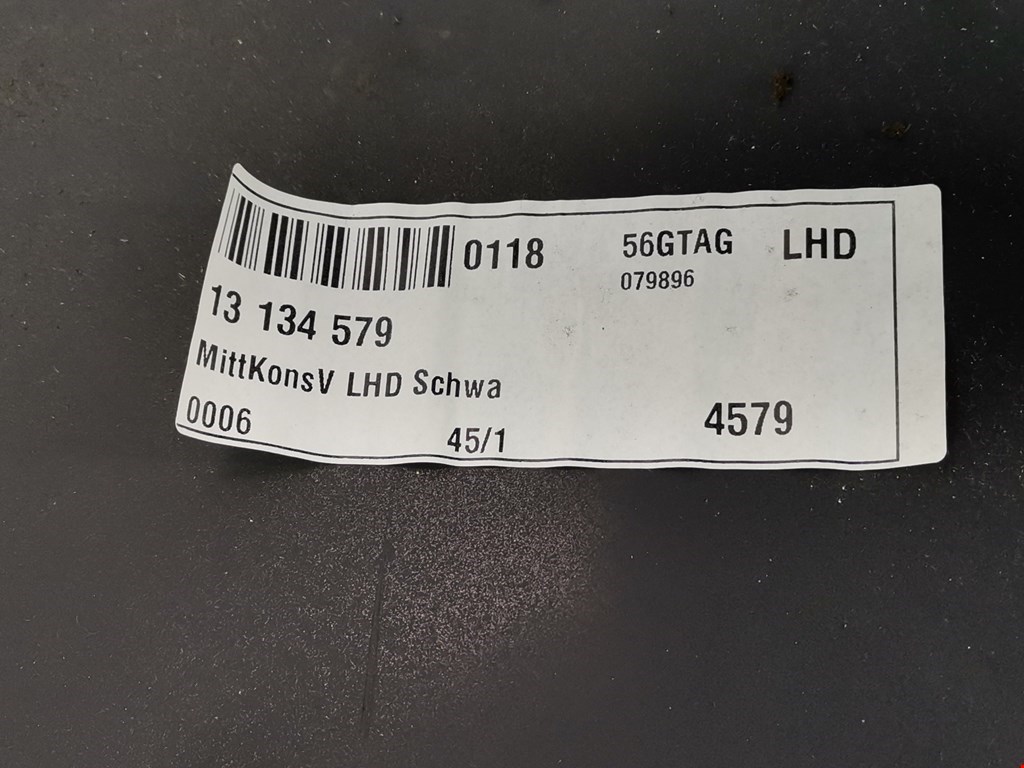 0118 56GTAG LHD
079896
13 134 579
MittKonsV LHD Schwa
0006 45/1 4579